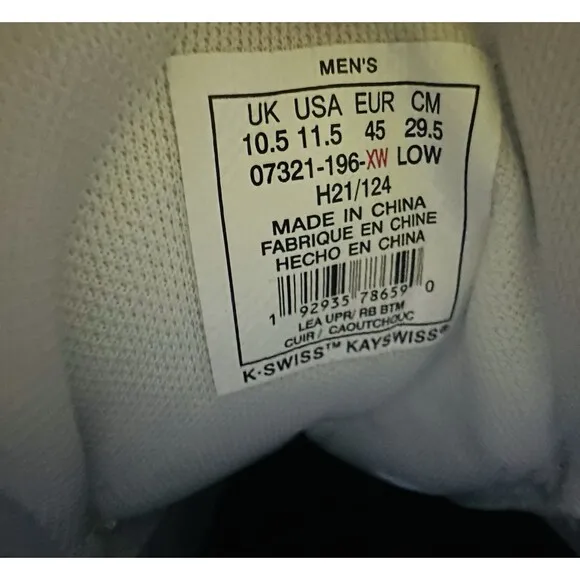 MEN'S
UK USA EUR CM
10.5 11.5 45 29.5
07321-196-XW LOW
H21/124
MADE IN CHINA
FABRIQUE EN CHINE
HECHO EN CHINA
1 92935 78659 0
LEA UPR/ RB BTM
CUIR / CAOUTCHOUC
K•SWISS™ KAYSWISS®